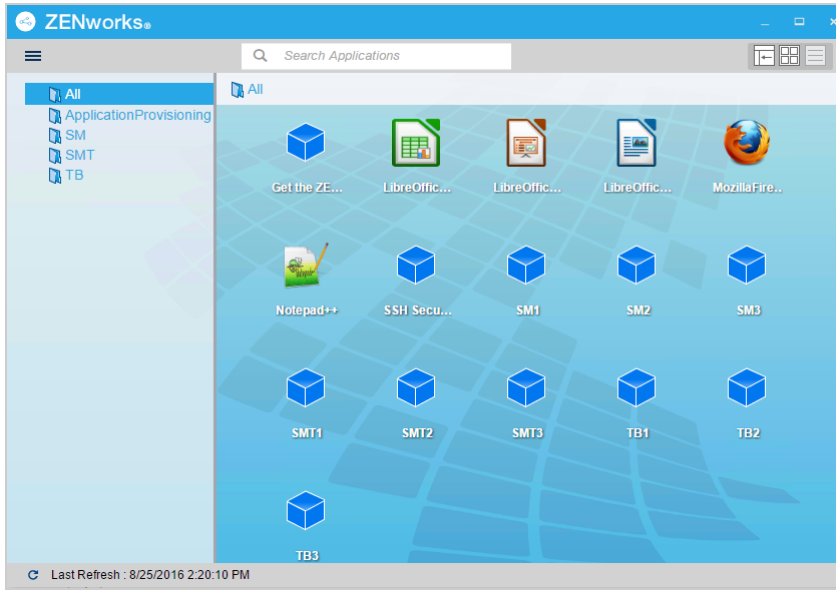 ZENworks®
Search Applications
All
ApplicationProvisioning
SM
SMT
TB
All
Get the ZE...
LibreOffic...
LibreOffic...
LibreOffic...
MozillaFire..
Notepad++
SSH Secu...
SM1
SM2
SM3
SMT1
SMT2
SMT3
TB1
TB2
TB3
Last Refresh : 8/25/2016 2:20:10 PM